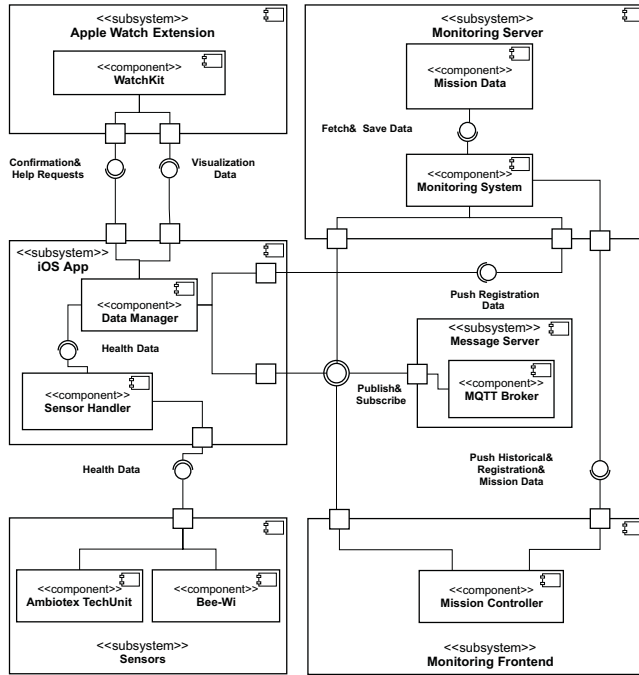 <<subsystem>>
Apple Watch Extension
<<component>>
WatchKit
Confirmation&
Help Requests
Visualization
Data
<<subsystem>>
Monitoring Server
<<component>>
Mission Data
Fetch& Save Data
<<component>>
Monitoring System
<<subsystem>>
iOS App
<<component>>
Data Manager
Health Data
<<component>>
Sensor Handler
Push Registration
Data
<<subsystem>>
Message Server
<<component>>
MQTT Broker
Publish&
Subscribe
Health Data
Push Historical&
Registration&
Mission Data
<<component>>
Ambiotex TechUnit
<<component>>
Bee-Wi
<<subsystem>>
Sensors
<<component>>
Mission Controller
<<subsystem>>
Monitoring Frontend